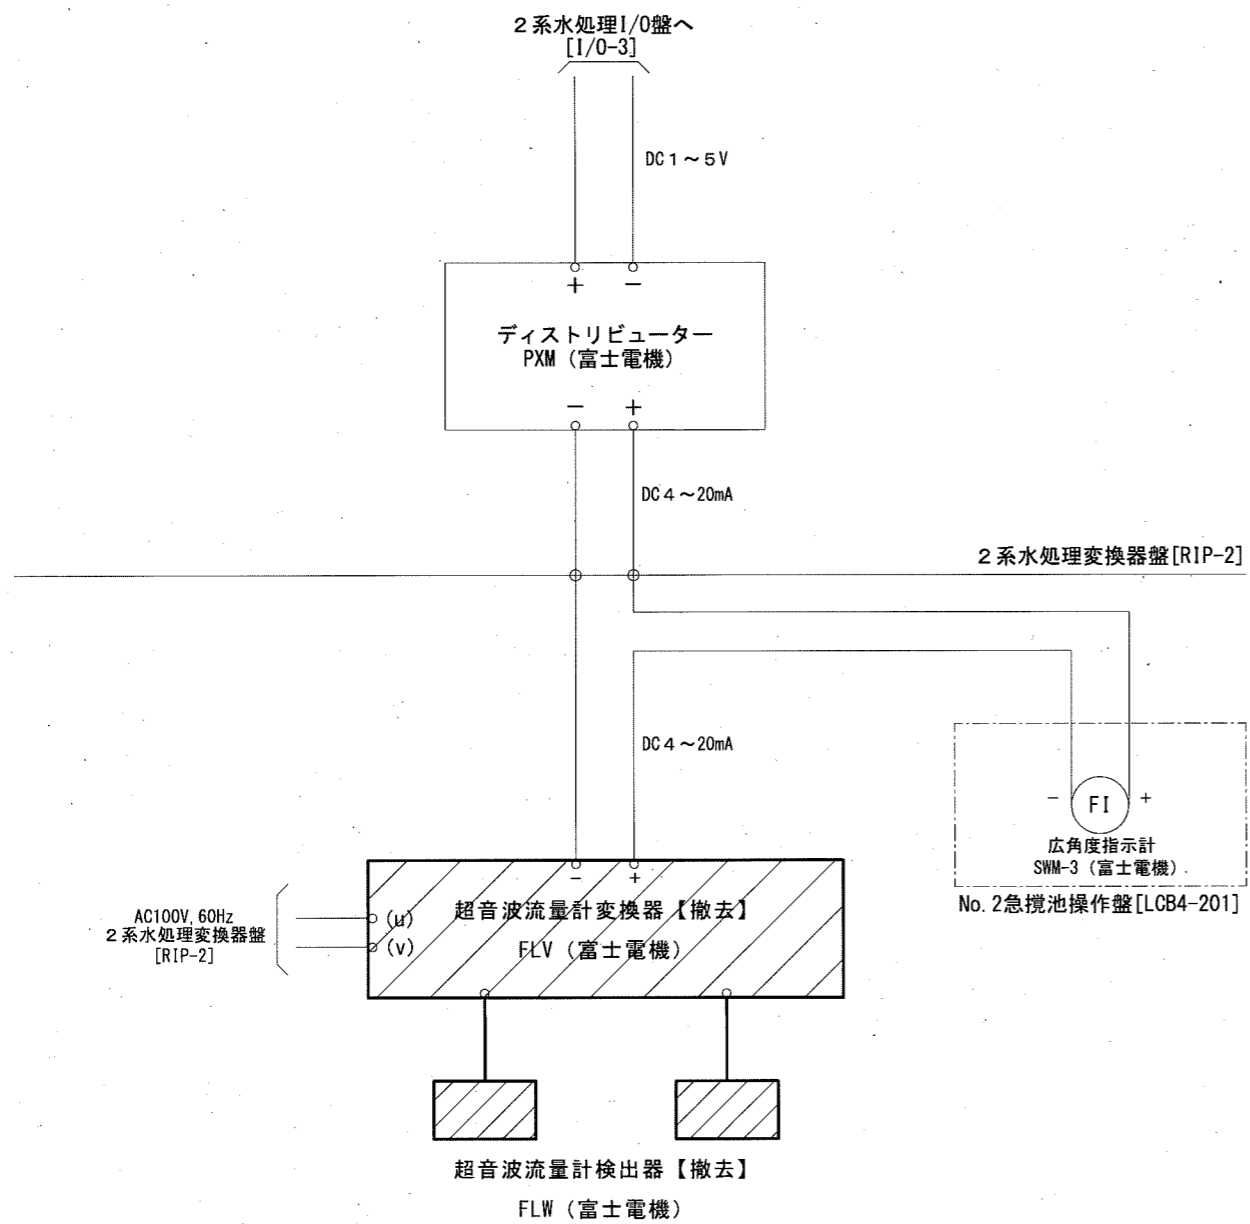 ２系水処理I/O盤へ
[I/O-3]
DC１～５V
+ −
ディストリビューター
PXM（富士電機）
− +
DC４～20mA
２系水処理変換器盤[RIP-2]
DC４～20mA
− FI +
広角度指示計
SWM-3（富士電機）
No.2急撹池操作盤[LCB4-201]
− +
AC100V,60Hz
２系水処理変換器盤
[RIP-2]
(u)
(v)
超音波流量計変換器【撤去】
FLV（富士電機）
超音波流量計検出器【撤去】
FLW（富士電機）